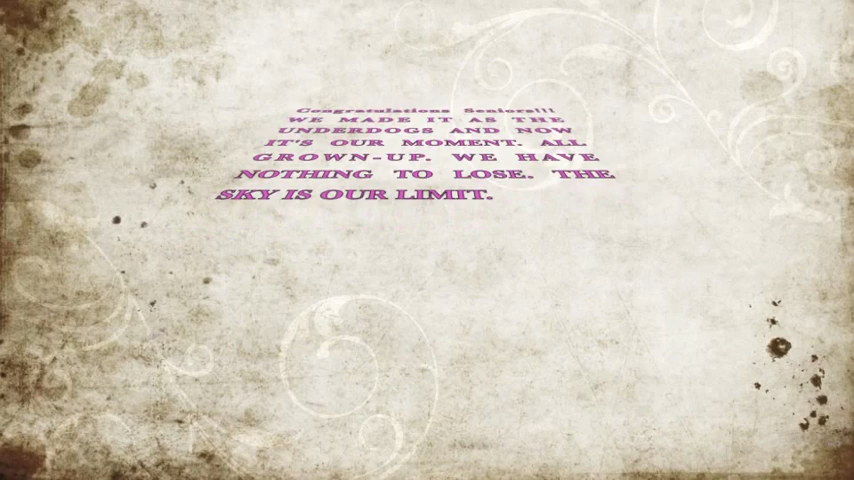 Congratulations Seniors!!!
WE MADE IT AS THE
UNDERDOGS AND NOW
IT'S OUR MOMENT. ALL
GROWN-UP. WE HAVE
NOTHING TO LOSE. THE
SKY IS OUR LIMIT.